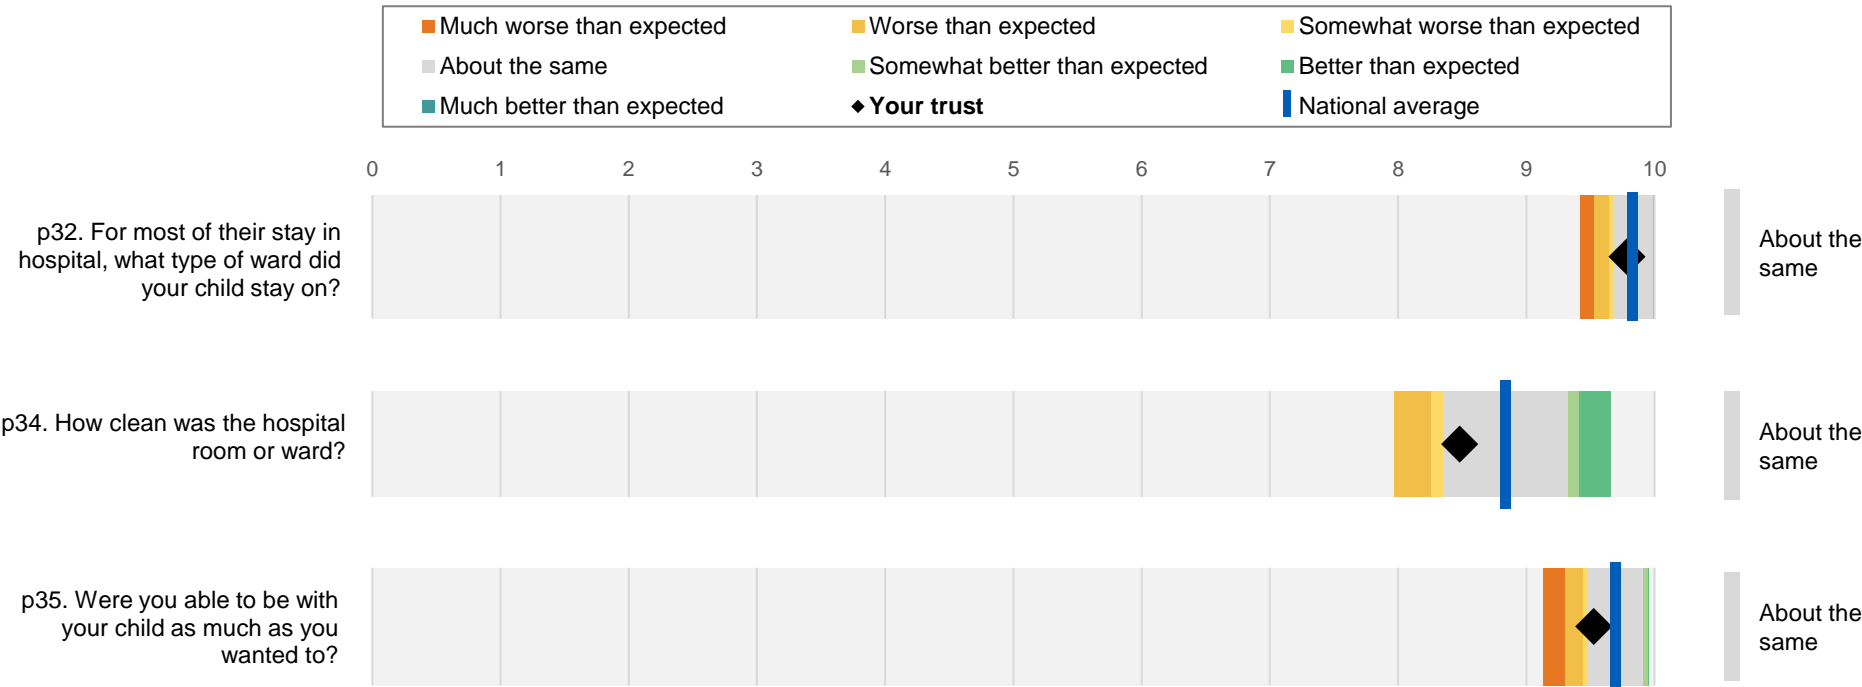 Much worse than expected
Worse than expected
Somewhat worse than expected
About the same
Somewhat better than expected
Better than expected
Much better than expected
Your trust
National average
0 1 2 3 4 5 6 7 8 9 10
p32. For most of their stay in
hospital, what type of ward did
your child stay on?
About the
same
p34. How clean was the hospital
room or ward?
About the
same
p35. Were you able to be with
your child as much as you
wanted to?
About the
same